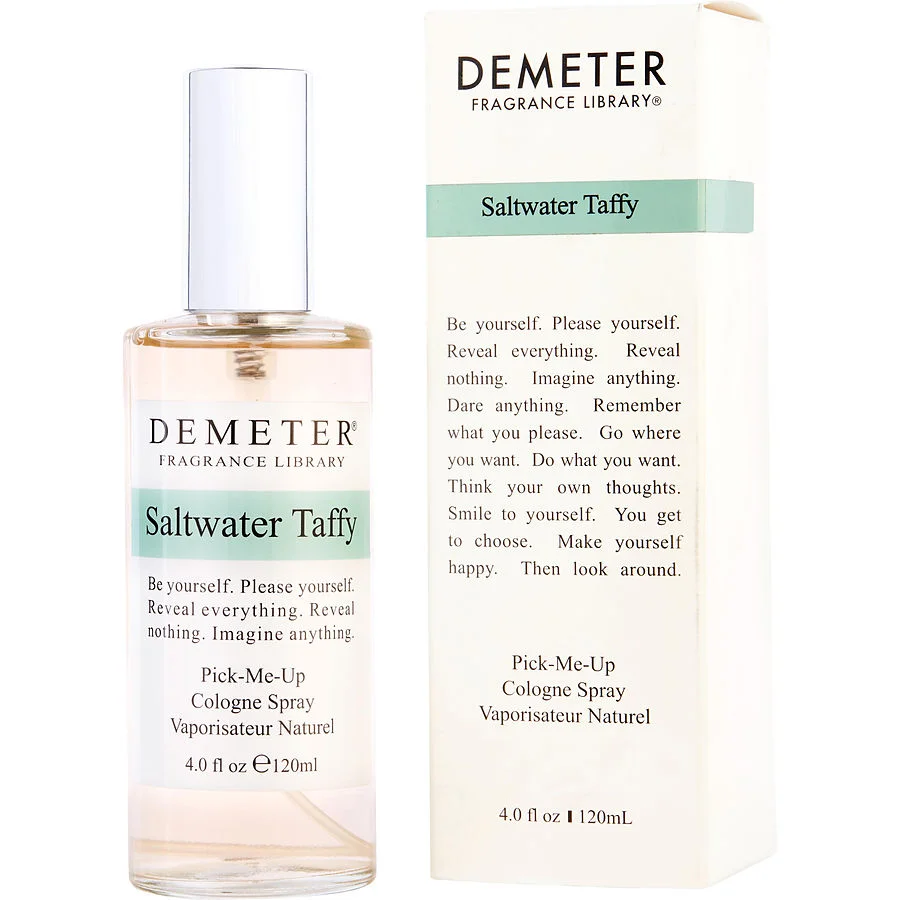 DEMETER®
FRAGRANCE LIBRARY
Saltwater Taffy
Be yourself. Please yourself.
Reveal everything. Reveal
nothing. Imagine anything.
Pick-Me-Up
Cologne Spray
Vaporisateur Naturel
4.0 fl oz ℮120ml
DEMETER
FRAGRANCE LIBRARY®
Saltwater Taffy
Be yourself. Please yourself.
Reveal everything. Reveal
nothing. Imagine anything.
Dare anything. Remember
what you please. Go where
you want. Do what you want.
Think your own thoughts.
Smile to yourself. You get
to choose. Make yourself
happy. Then look around.
Pick-Me-Up
Cologne Spray
Vaporisateur Naturel
4.0 fl oz ❙ 120mL